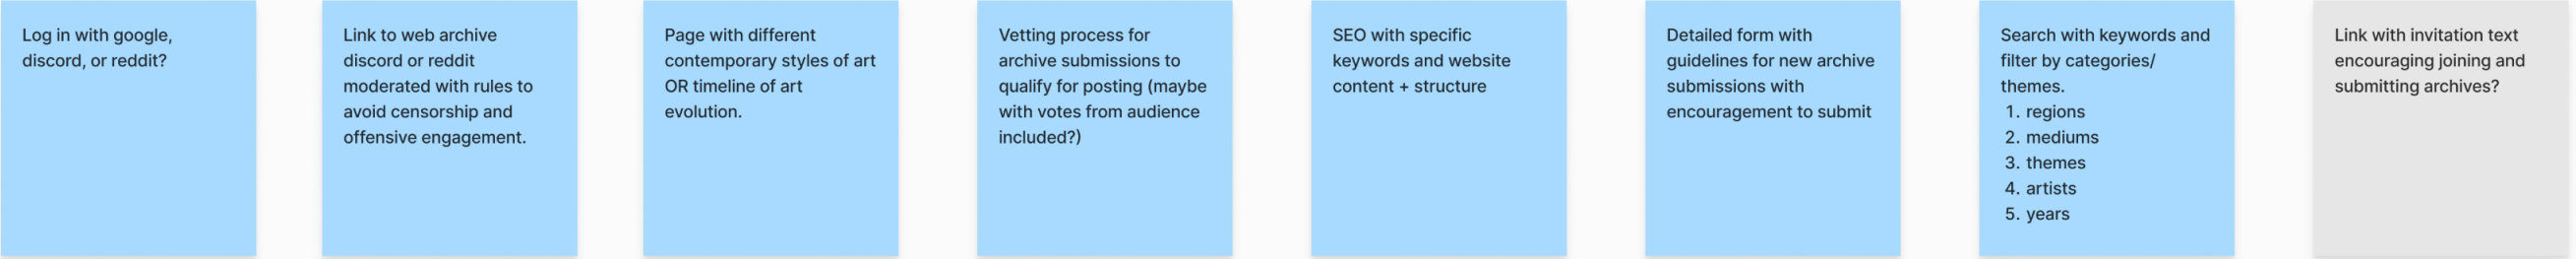 Log in with google,
discord, or reddit?
Link to web archive
discord or reddit
moderated with rules to
avoid censorship and
offensive engagement.
Page with different
contemporary styles of art
OR timeline of art
evolution.
Vetting process for
archive submissions to
qualify for posting (maybe
with votes from audience
included?)
SEO with specific
keywords and website
content + structure
Detailed form with
guidelines for new archive
submissions with
encouragement to submit
Search with keywords and
filter by categories/
themes.
1. regions
2. mediums
3. themes
4. artists
5. years
Link with invitation text
encouraging joining and
submitting archives?